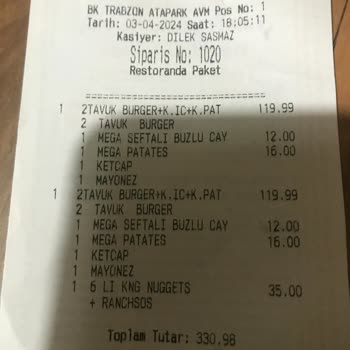 BK TRABZON ATAPARK AVM Pos No: 1
Tarih: 03-04-2024 Saat: 18:05:11
Kasiyer: DILEK SASMAZ
Siparis No: 1020
Restoranda Paket
1 2TAVUK BURGER+K.IC+K.PAT 119.99
2 TAVUK BURGER
1 MEGA SEFTALI BUZLU CAY 12.00
1 MEGA PATATES 16.00
1 KETCAP
1 MAYONEZ
1 2TAVUK BURGER+K.IC+K.PAT 119.99
2 TAVUK BURGER
1 MEGA SEFTALI BUZLU CAY 12.00
1 MEGA PATATES 16.00
1 KETCAP
1 MAYONEZ
1 6 LI KNG NUGGETS 35.00
+ RANCHSOS
Toplam Tutar: 330.98